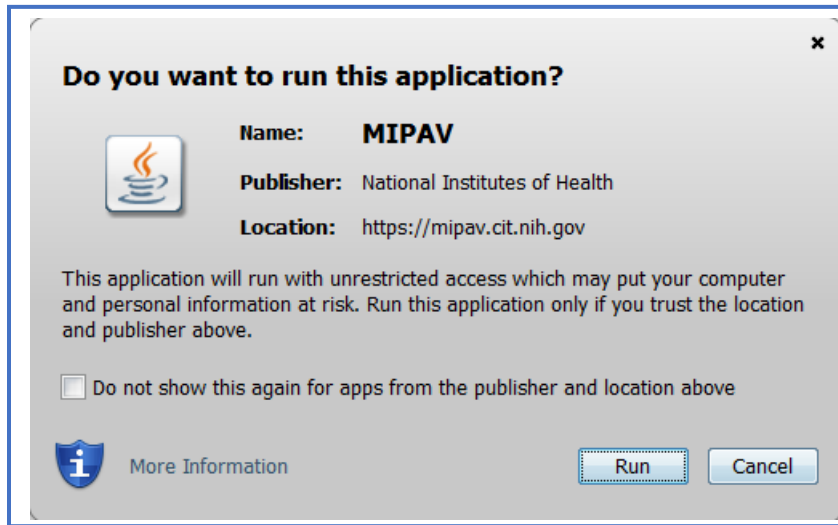 Do you want to run this application?
Name: MIPAV
Publisher: National Institutes of Health
Location: https://mipav.cit.nih.gov
This application will run with unrestricted access which may put your computer
and personal information at risk. Run this application only if you trust the location
and publisher above.
Do not show this again for apps from the publisher and location above
More Information
Run
Cancel